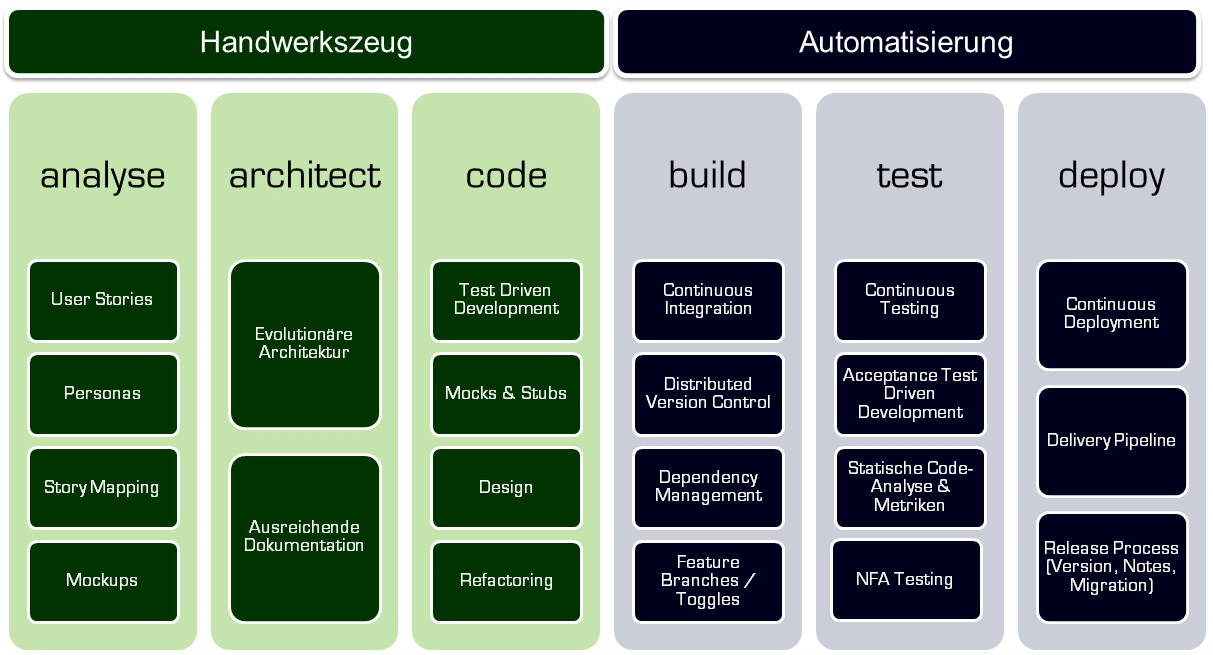 Handwerkszeug
Automatisierung
analyse
architect
code
build
test
deploy
User Stories
Personas
Story Mapping
Mockups
Evolutionäre
Architektur
Ausreichende
Dokumentation
Test Driven
Development
Mocks & Stubs
Design
Refactoring
Continuous
Integration
Distributed
Version Control
Dependency
Management
Feature
Branches /
Toggles
Continuous
Testing
Acceptance Test
Driven
Development
Statische Code-
Analyse &
Metriken
NFA Testing
Continuous
Deployment
Delivery Pipeline
Release Process
(Version, Notes,
Migration)